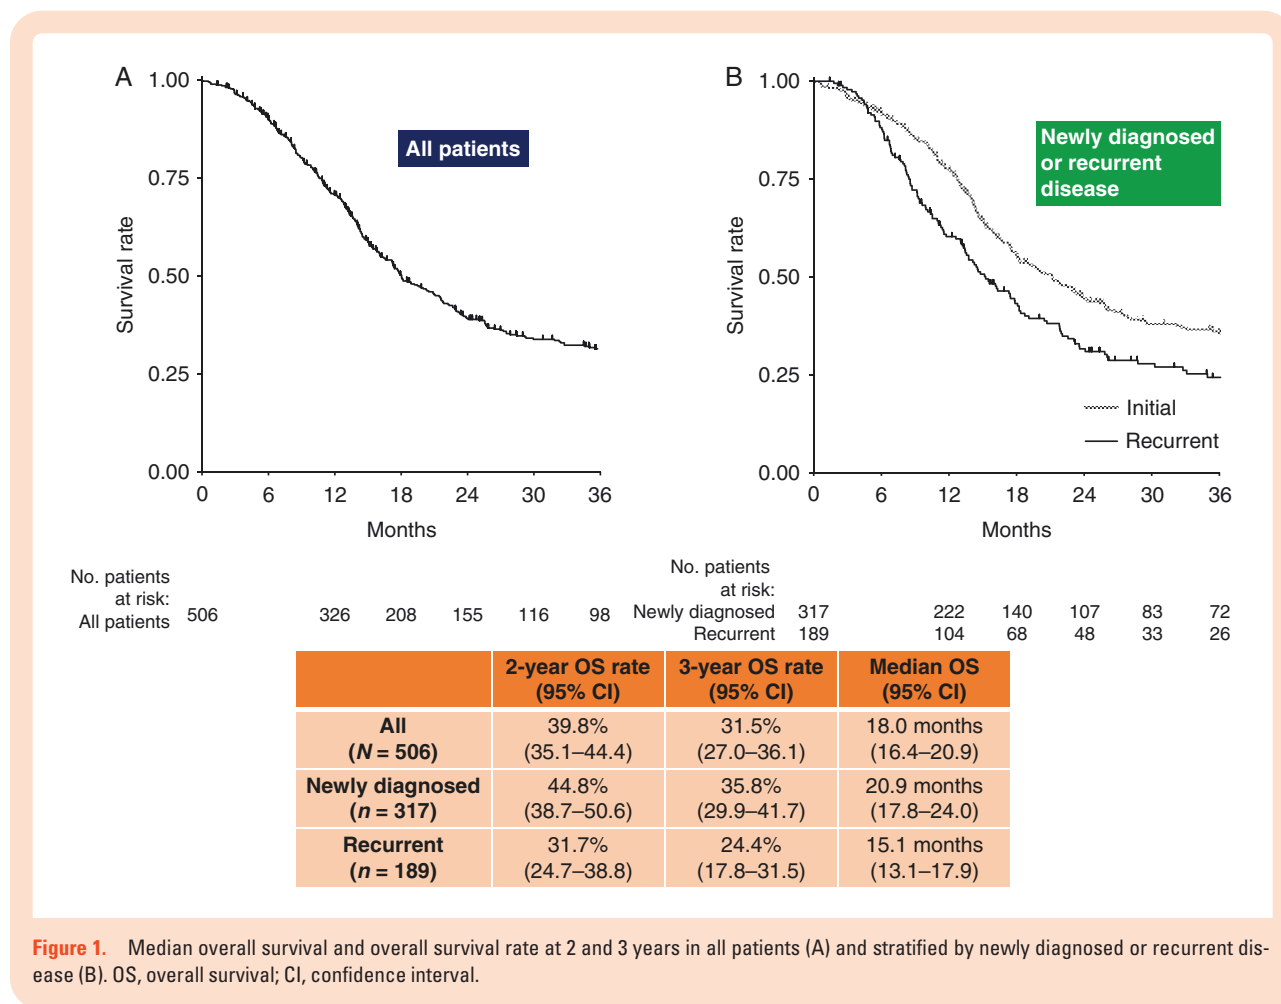 A
1.00
0.75
0.50
0.25
0.00
Survival rate
All patients
0 6 12 18 24 30 36
Months
B
1.00
0.75
0.50
0.25
0.00
Survival rate
Newly diagnosed
or recurrent
disease
Initial
Recurrent
0 6 12 18 24 30 36
Months
No. patients
at risk:
All patients 506 326 208 155 116 98
No. patients
at risk:
Newly diagnosed 317 222 140 107 83 72
Recurrent 189 104 68 48 33 26
2-year OS rate 3-year OS rate Median OS
(95% CI) (95% CI) (95% CI)
All 39.8% 31.5% 18.0 months
(N = 506) (35.1–44.4) (27.0–36.1) (16.4–20.9)
Newly diagnosed 44.8% 35.8% 20.9 months
(n = 317) (38.7–50.6) (29.9–41.7) (17.8–24.0)
Recurrent 31.7% 24.4% 15.1 months
(n = 189) (24.7–38.8) (17.8–31.5) (13.1–17.9)
Figure 1. Median overall survival and overall survival rate at 2 and 3 years in all patients (A) and stratified by newly diagnosed or recurrent dis-
ease (B). OS, overall survival; CI, confidence interval.